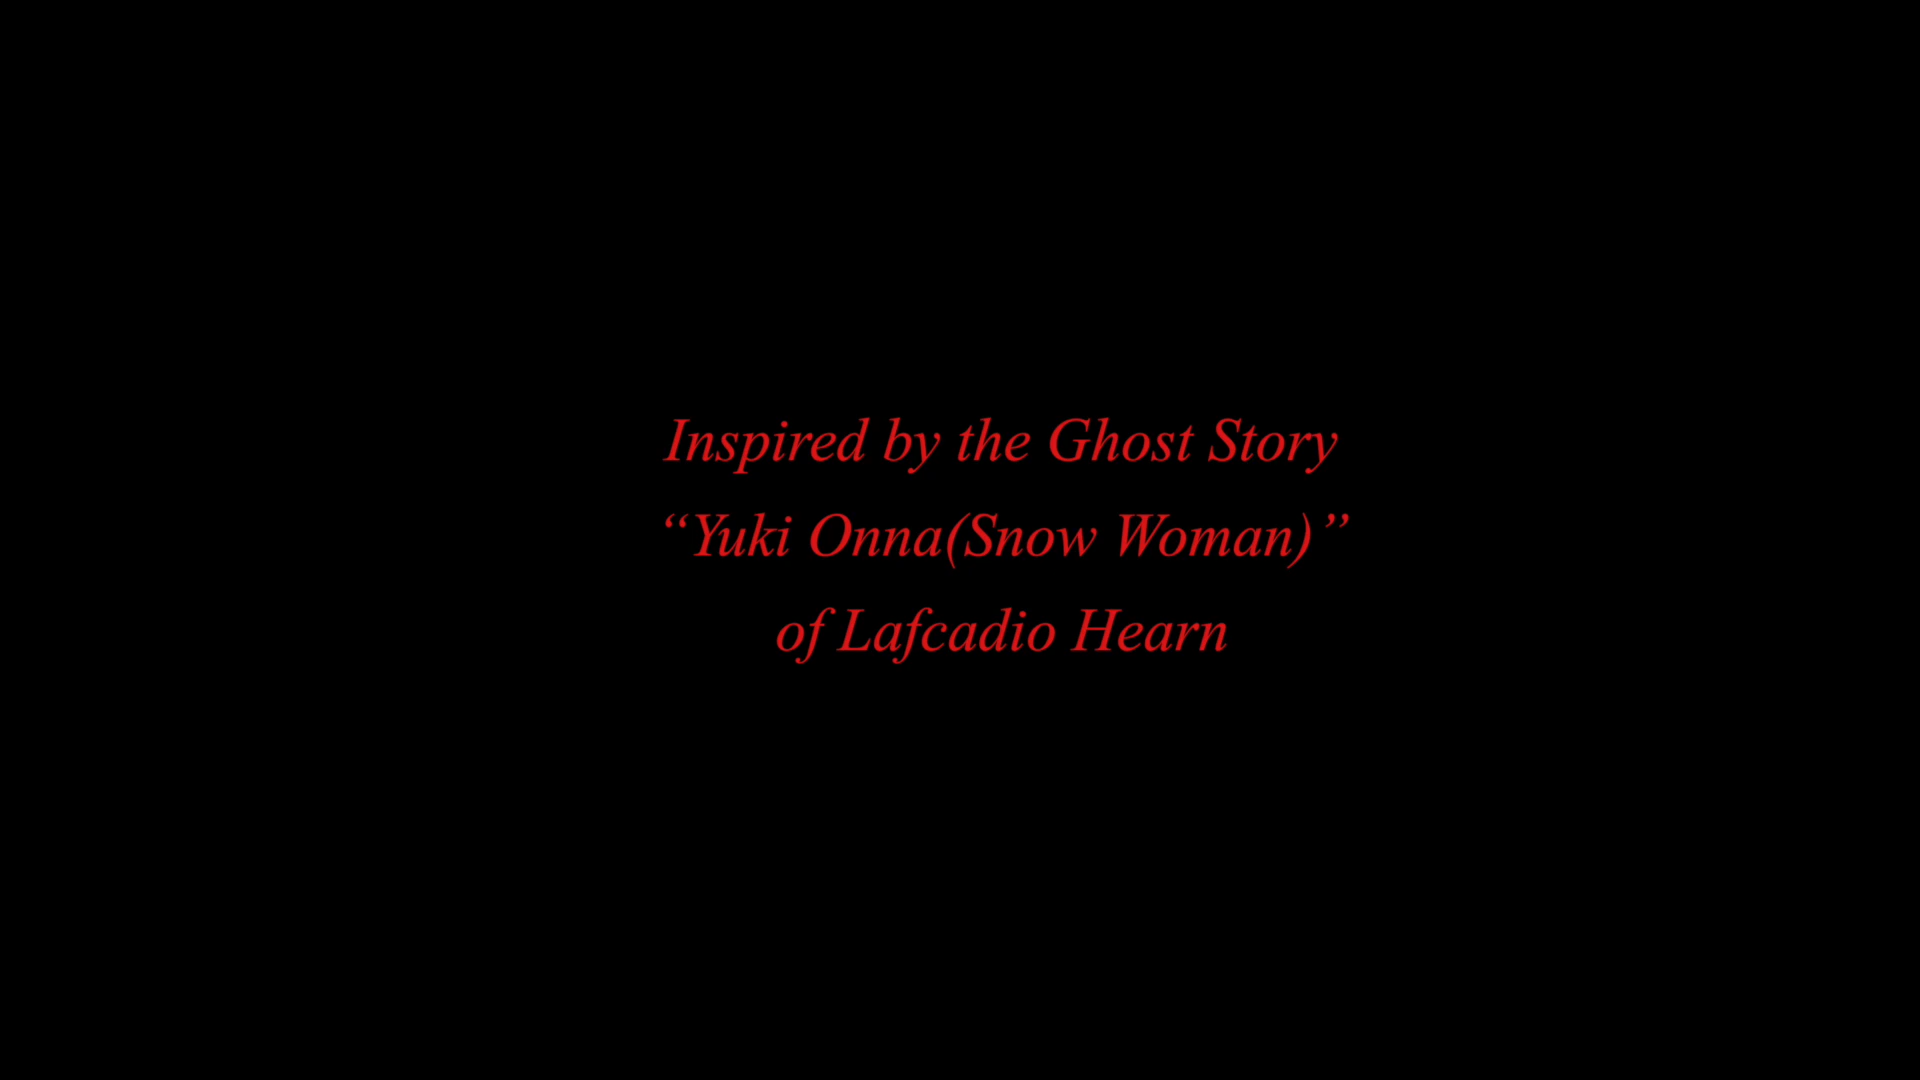 Inspired by the Ghost Story
“Yuki Onna(Snow Woman)”
of Lafcadio Hearn